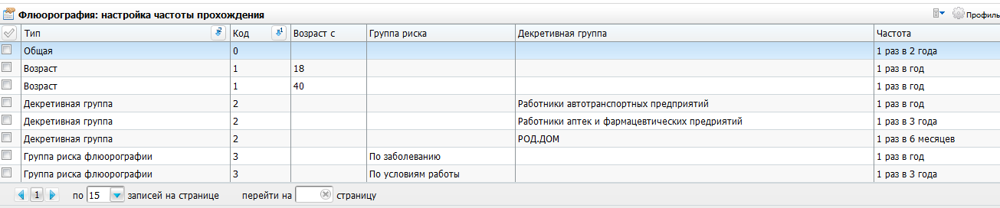 Флюорография: настройка частоты прохождения
Профиль
Тип 2 Код 1 Возраст с Группа риска Декретивная группа Частота
Общая 0 1 раз в 2 года
Возраст 1 18 1 раз в год
Возраст 1 40 1 раз в год
Декретивная группа 2 Работники автотранспортных предприятий 1 раз в год
Декретивная группа 2 Работники аптек и фармацевтических предриятий 1 раз в 3 года
Декретивная группа 2 РОД.ДОМ 1 раз в 6 месяцев
Группа риска флюорографии 3 По заболеванию 1 раз в год
Группа риска флюорографии 3 По условиям работы 1 раз в 3 года
1 по 15 записей на странице перейти на страницу